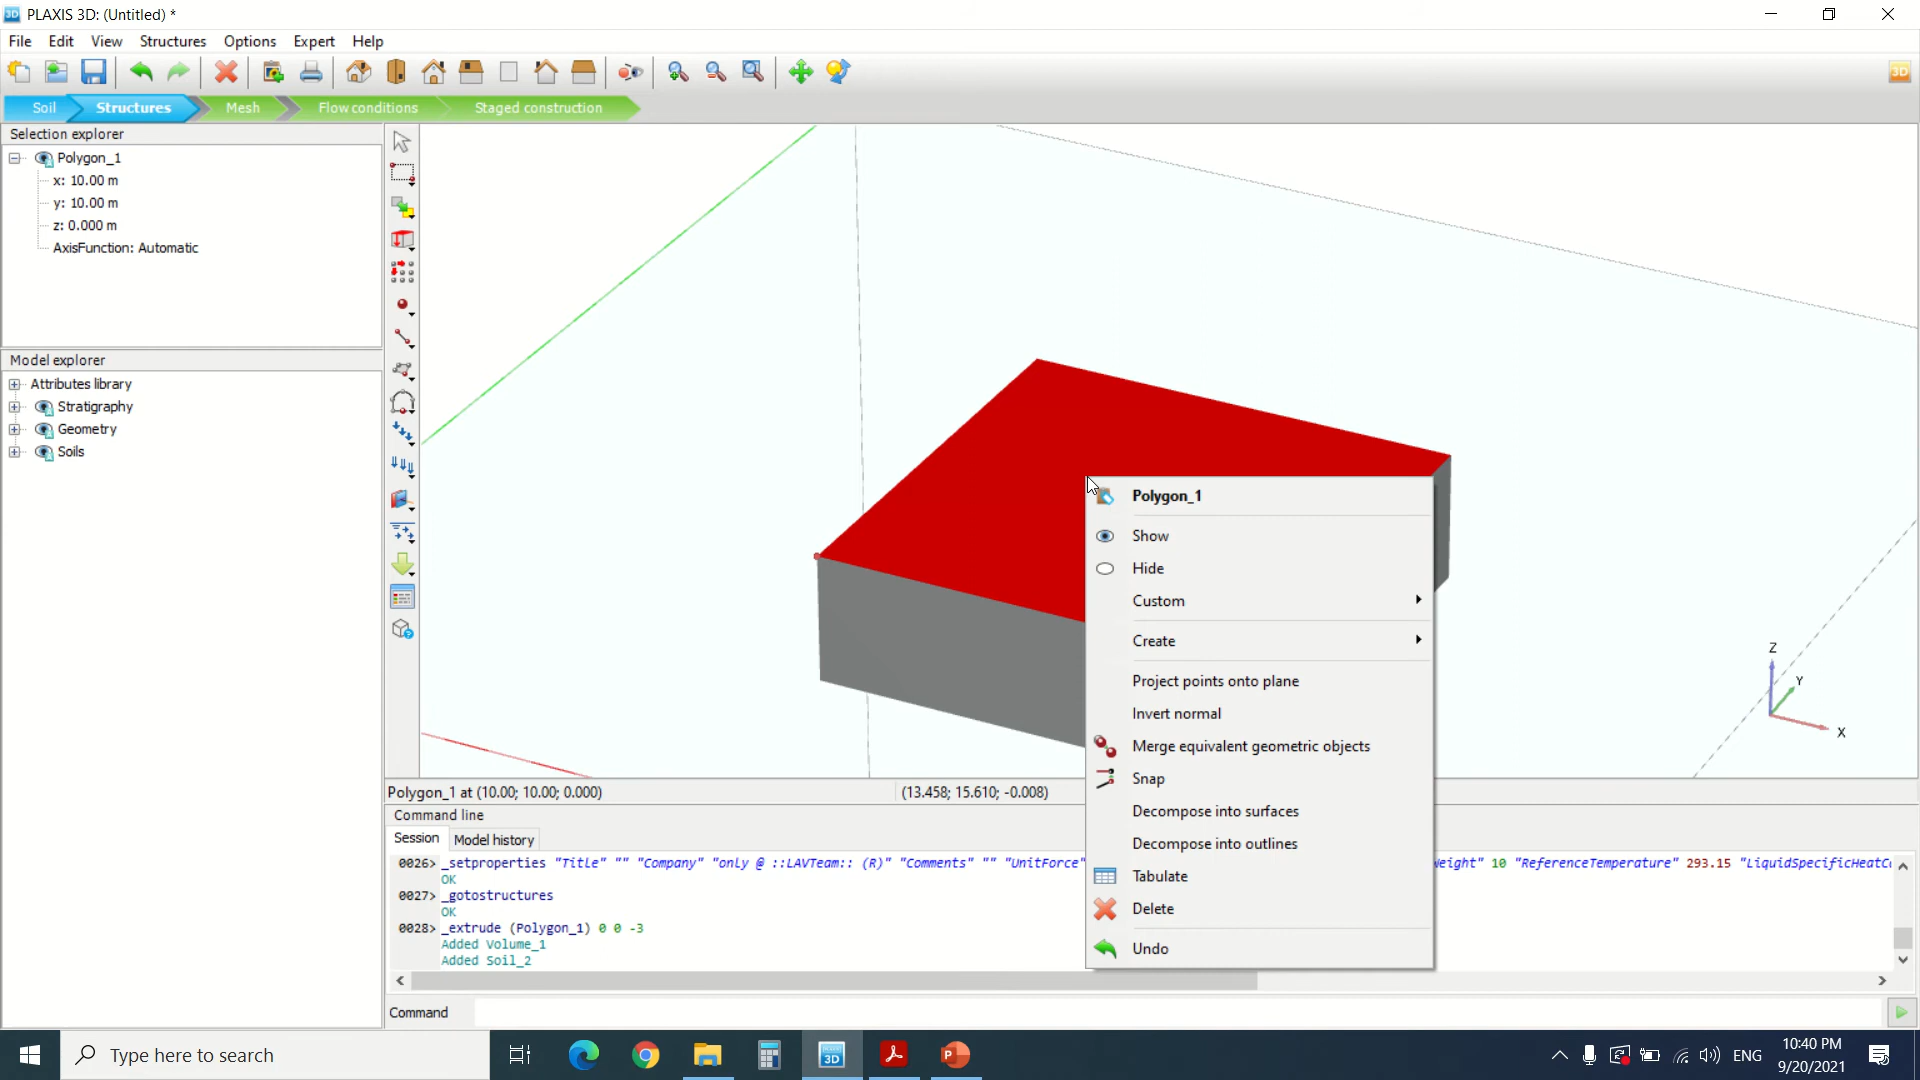 PLAXIS 3D: (Untitled) *
File Edit View Structures Options Expert Help
3D
Soil Structures Mesh Flow conditions Staged construction
Selection explorer
Polygon_1
x: 10.00 m
y: 10.00 m
z: 0.000 m
AxisFunction: Automatic
Model explorer
Attributes library
Stratigraphy
Geometry
Soils
Polygon_1
Show
Hide
Custom
Create
Project points onto plane
Invert normal
Merge equivalent geometric objects
Snap
Decompose into surfaces
Decompose into outlines
Tabulate
Delete
Undo
Z
Y
X
Polygon_1 at (10.00; 10.00; 0.000) (13.458; 15.610; -0.008)
Command line
Session Model history
0026> _setproperties "Title" "" "Company" "only @ ::LAVTeam:: (R)" "Comments" "" "UnitForce" Weight" 10 "ReferenceTemperature" 293.15
OK
0027> _gotostructures
OK
0028> _extrude (Polygon_1) 0 0 -3
Added Volume_1
Added Soil_2
Command
Type here to search
3D
ENG
10:40 PM
9/20/2021